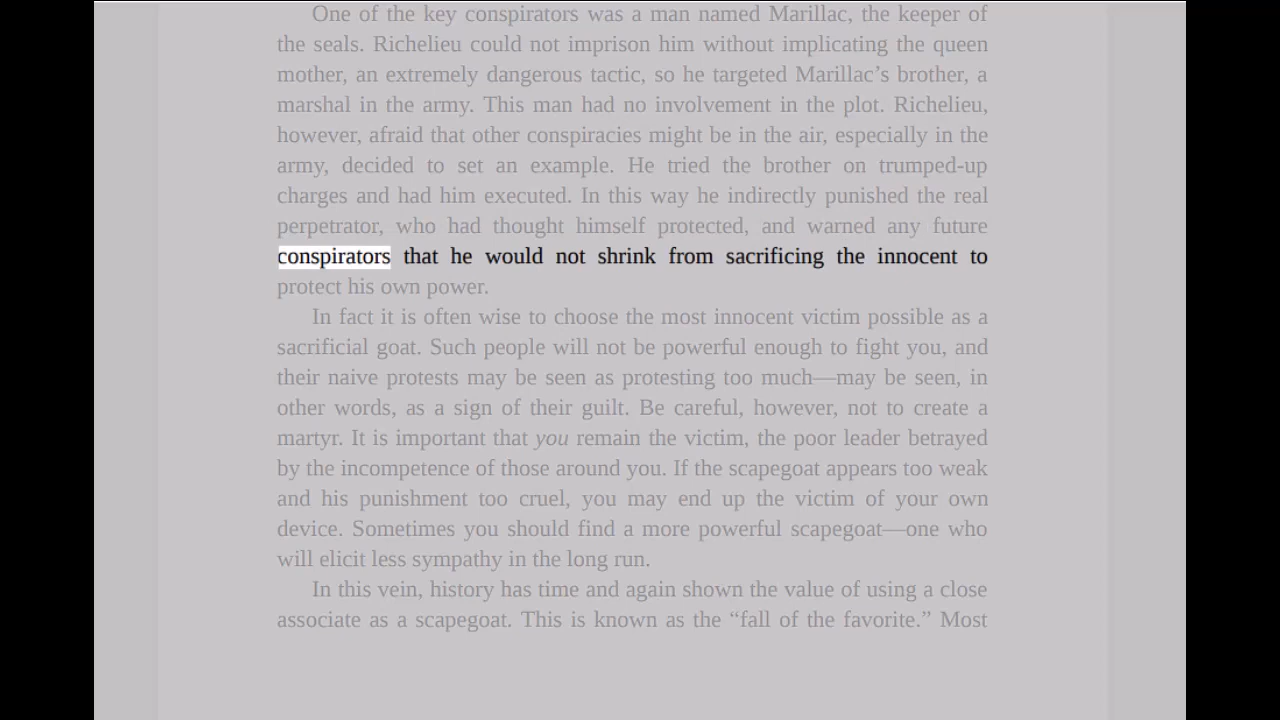 One of the key conspirators was a man named Marillac, the keeper of
the seals. Richelieu could not imprison him without implicating the queen
mother, an extremely dangerous tactic, so he targeted Marillac’s brother, a
marshal in the army. This man had no involvement in the plot. Richelieu,
however, afraid that other conspiracies might be in the air, especially in the
army, decided to set an example. He tried the brother on trumped-up
charges and had him executed. In this way he indirectly punished the real
perpetrator, who had thought himself protected, and warned any future
conspirators that he would not shrink from sacrificing the innocent to
protect his own power.
In fact it is often wise to choose the most innocent victim possible as a
sacrificial goat. Such people will not be powerful enough to fight you, and
their naive protests may be seen as protesting too much—may be seen, in
other words, as a sign of their guilt. Be careful, however, not to create a
martyr. It is important that you remain the victim, the poor leader betrayed
by the incompetence of those around you. If the scapegoat appears too weak
and his punishment too cruel, you may end up the victim of your own
device. Sometimes you should find a more powerful scapegoat—one who
will elicit less sympathy in the long run.
In this vein, history has time and again shown the value of using a close
associate as a scapegoat. This is known as the “fall of the favorite.” Most